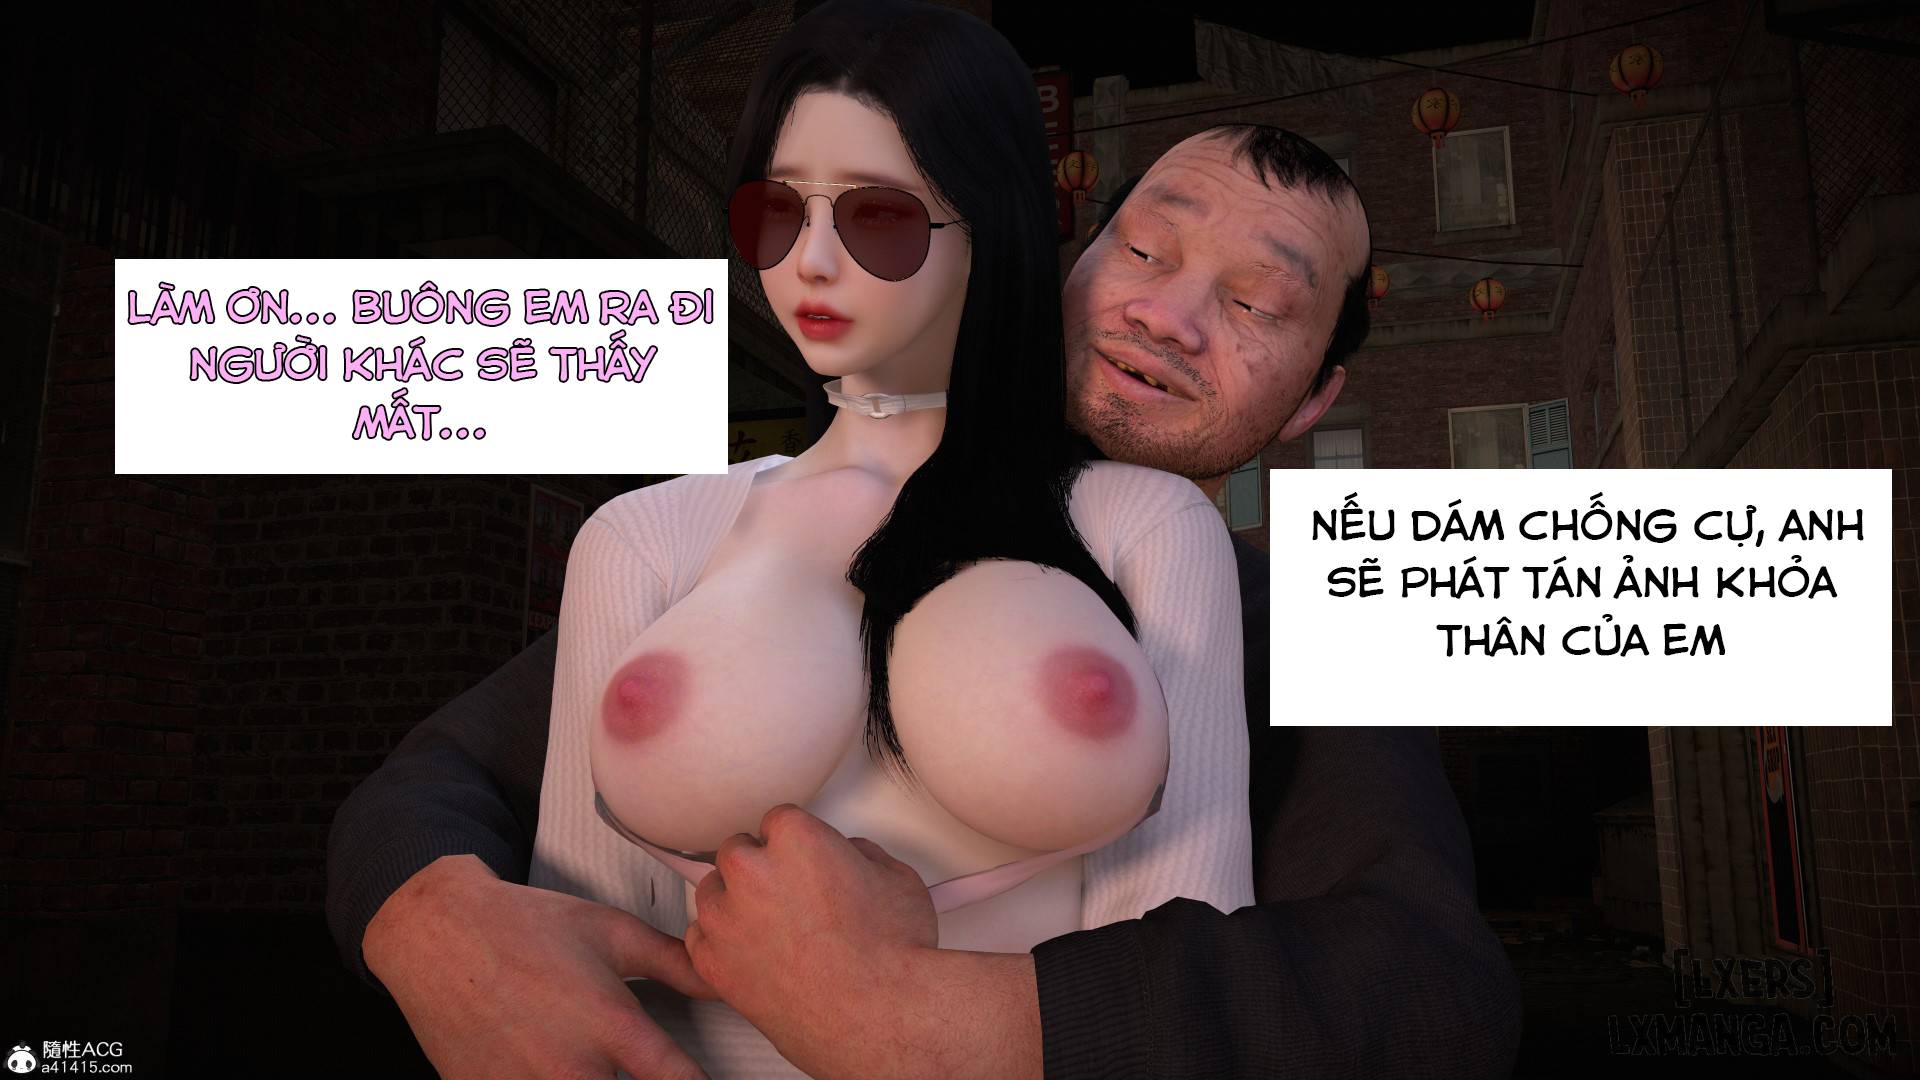 LÀM ƠN... BUÔNG EM RA ĐI
NGƯỜI KHÁC SẼ THẤY
MẤT...
NẾU DÁM CHỐNG CỰ, ANH
SẼ PHÁT TÁN ẢNH KHỎA
THÂN CỦA EM
[LXERS]
LXMANGA.COM
隨性ACG
a41415.com